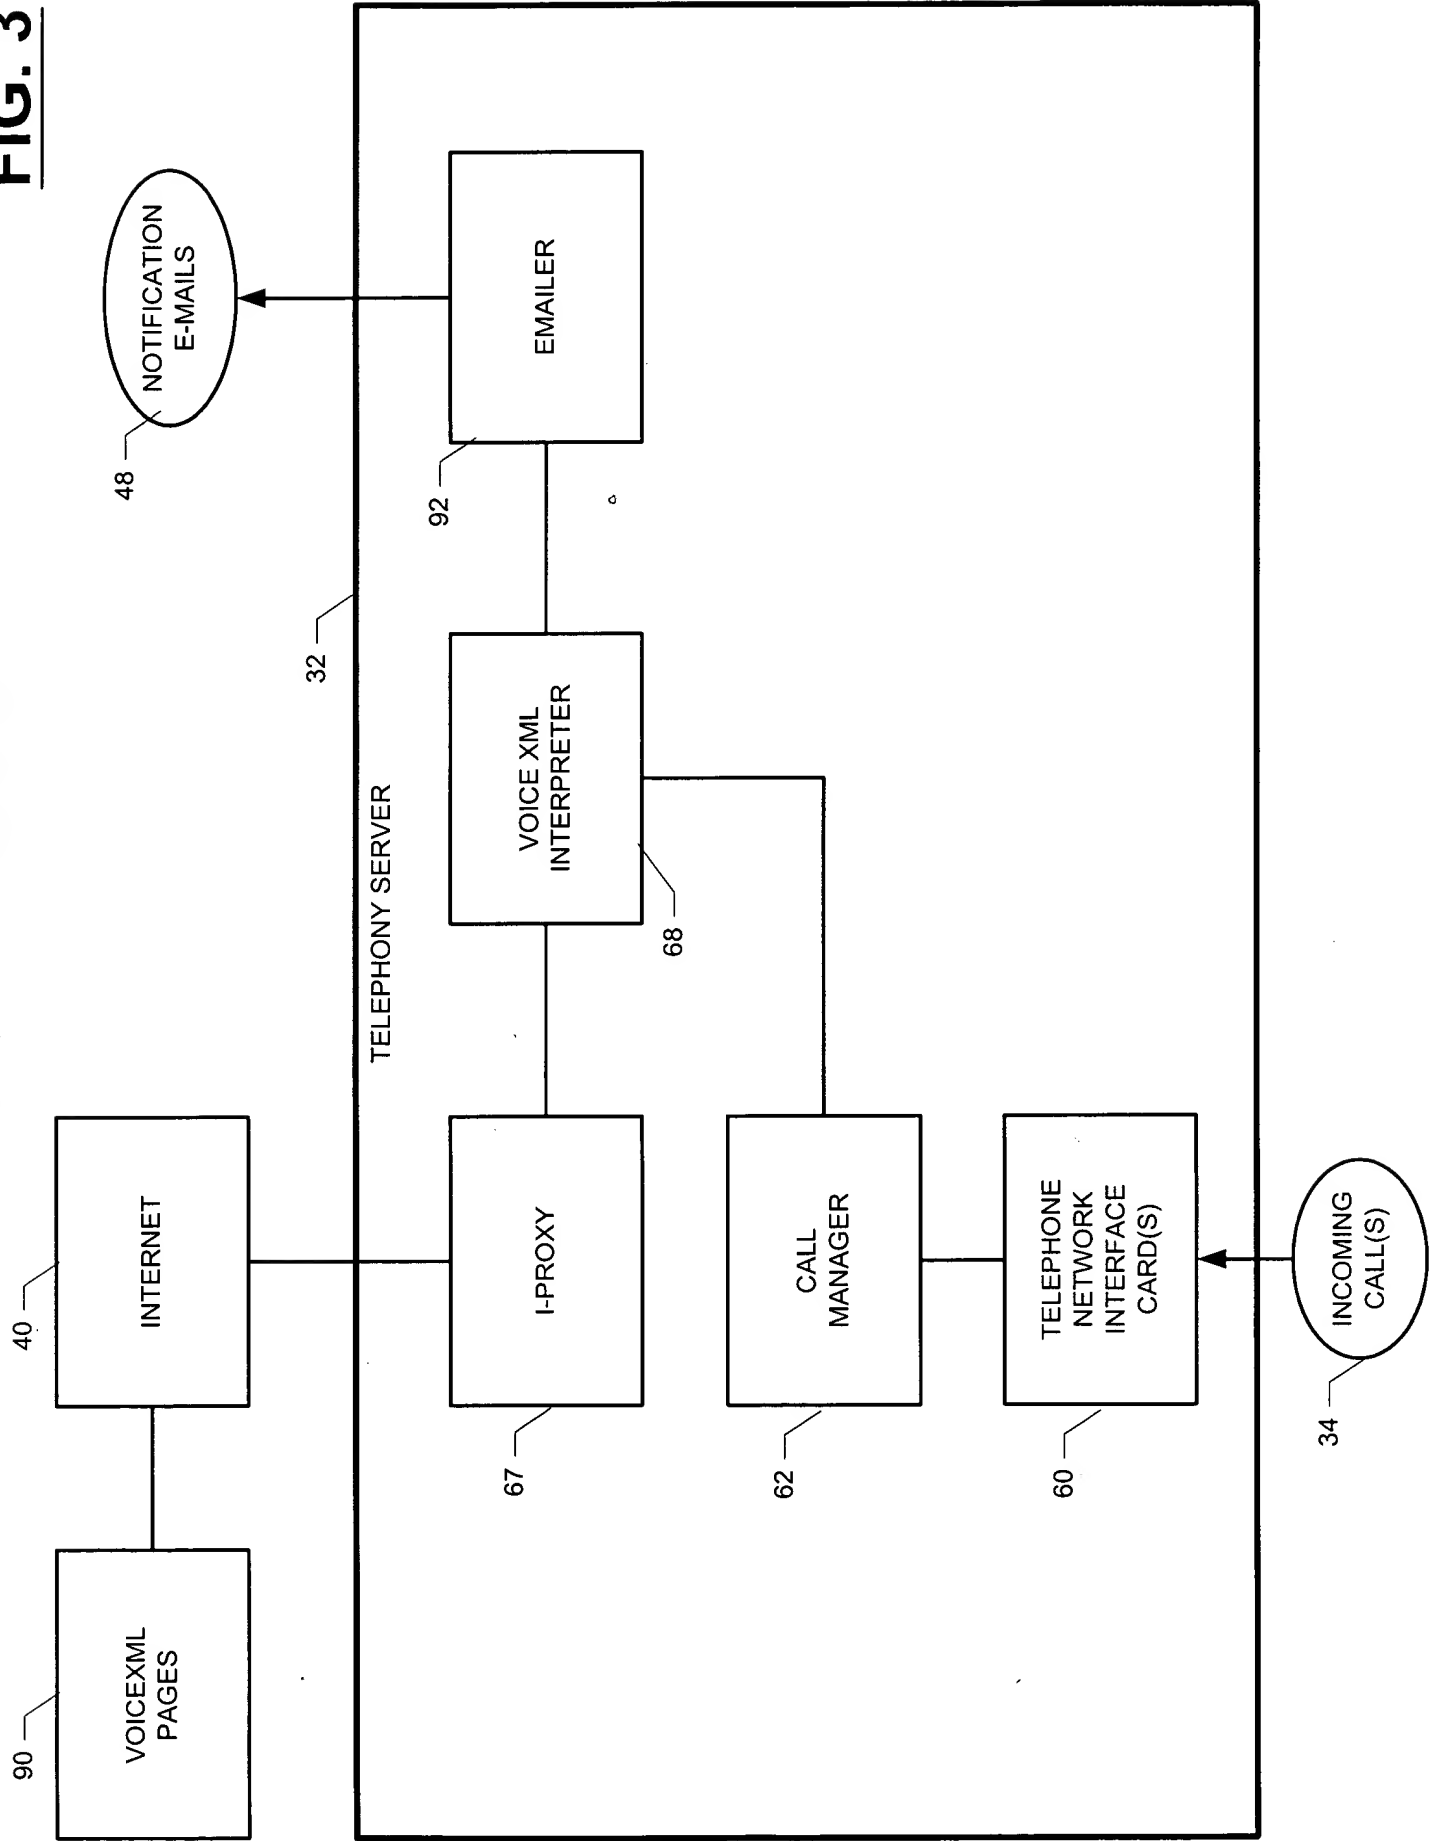 FIG. 3
90
VOICEXML
PAGES
40
INTERNET
48
NOTIFICATION
E-MAILS
32
TELEPHONY SERVER
67
I-PROXY
68
VOICE XML
INTERPRETER
92
EMAILER
62
CALL
MANAGER
60
TELEPHONE
NETWORK
INTERFACE
CARD(S)
34
INCOMING
CALL(S)